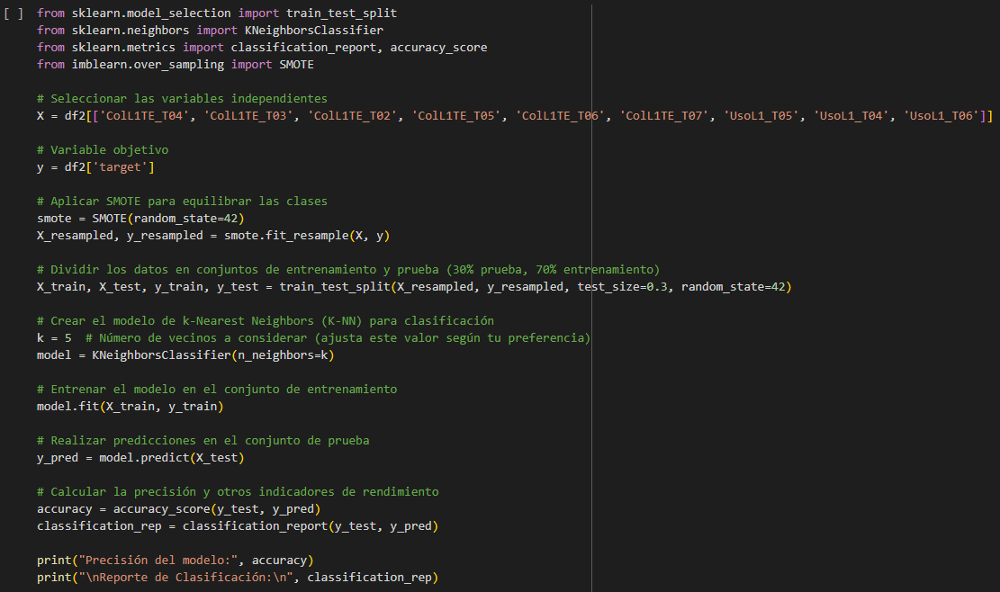 [ ] from sklearn.model_selection import train_test_split
from sklearn.neighbors import KNeighborsClassifier
from sklearn.metrics import classification_report, accuracy_score
from imblearn.over_sampling import SMOTE
# Seleccionar las variables independientes
X = df2[['ColL1TE_T04', 'ColL1TE_T03', 'ColL1TE_T02', 'ColL1TE_T05', 'ColL1TE_T06', 'ColL1TE_T07', 'UsoL1_T05', 'UsoL1_T04', 'UsoL1_T06']]
# Variable objetivo
y = df2['target']
# Aplicar SMOTE para equilibrar las clases
smote = SMOTE(random_state=42)
X_resampled, y_resampled = smote.fit_resample(X, y)
# Dividir los datos en conjuntos de entrenamiento y prueba (30% prueba, 70% entrenamiento)
X_train, X_test, y_train, y_test = train_test_split(X_resampled, y_resampled, test_size=0.3, random_state=42)
# Crear el modelo de k-Nearest Neighbors (K-NN) para clasificación
k = 5  # Número de vecinos a considerar (ajusta este valor según tu preferencia)
model = KNeighborsClassifier(n_neighbors=k)
# Entrenar el modelo en el conjunto de entrenamiento
model.fit(X_train, y_train)
# Realizar predicciones en el conjunto de prueba
y_pred = model.predict(X_test)
# Calcular la precisión y otros indicadores de rendimiento
accuracy = accuracy_score(y_test, y_pred)
classification_rep = classification_report(y_test, y_pred)
print("Precisión del modelo:", accuracy)
print("\nReporte de Clasificación:\n", classification_rep)